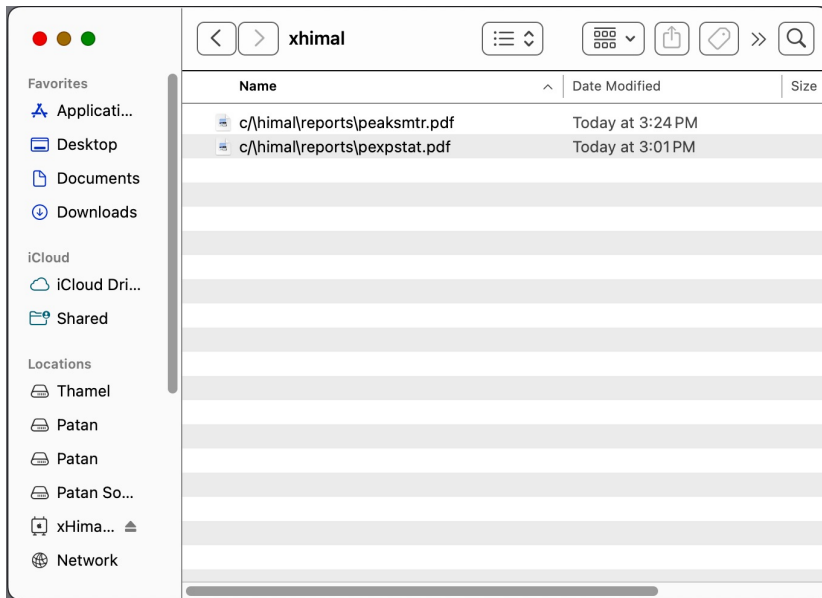 xhimal
Favorites
Applicati...
Desktop
Documents
Downloads
iCloud
iCloud Dri...
Shared
Locations
Thamel
Patan
Patan
Patan So...
xHima...
Network
Name Date Modified Size
c/\himal\reports\peaksmtr.pdf Today at 3:24 PM
c/\himal\reports\pexpstat.pdf Today at 3:01 PM